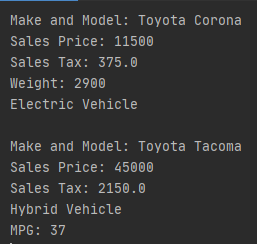 Make and Model: Toyota Corona
Sales Price: 11500
Sales Tax: 375.0
Weight: 2900
Electric Vehicle
Make and Model: Toyota Tacoma
Sales Price: 45000
Sales Tax: 2150.0
Hybrid Vehicle
MPG: 37